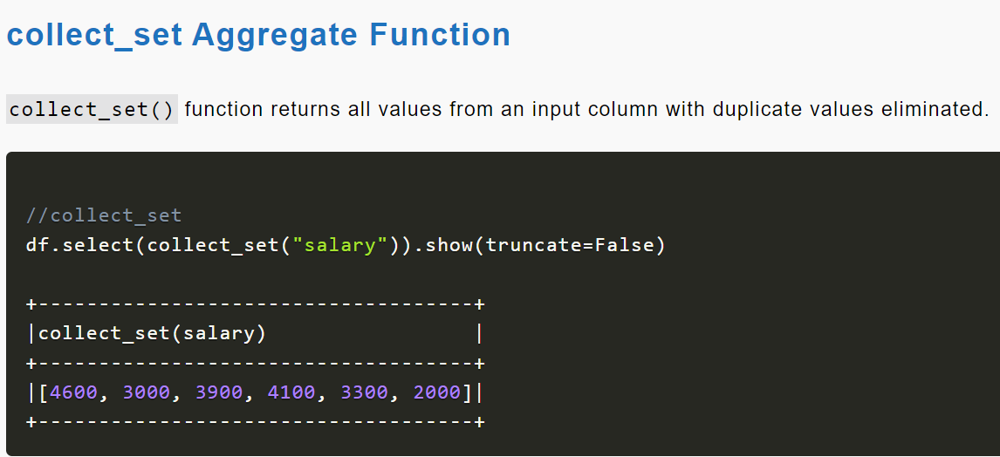 collect_set Aggregate Function
collect_set() function returns all values from an input column with duplicate values eliminated.
//collect_set
df.select(collect_set("salary")).show(truncate=False)
+------------------------------------+
|collect_set(salary)                 |
+------------------------------------+
|[4600, 3000, 3900, 4100, 3300, 2000]|
+------------------------------------+